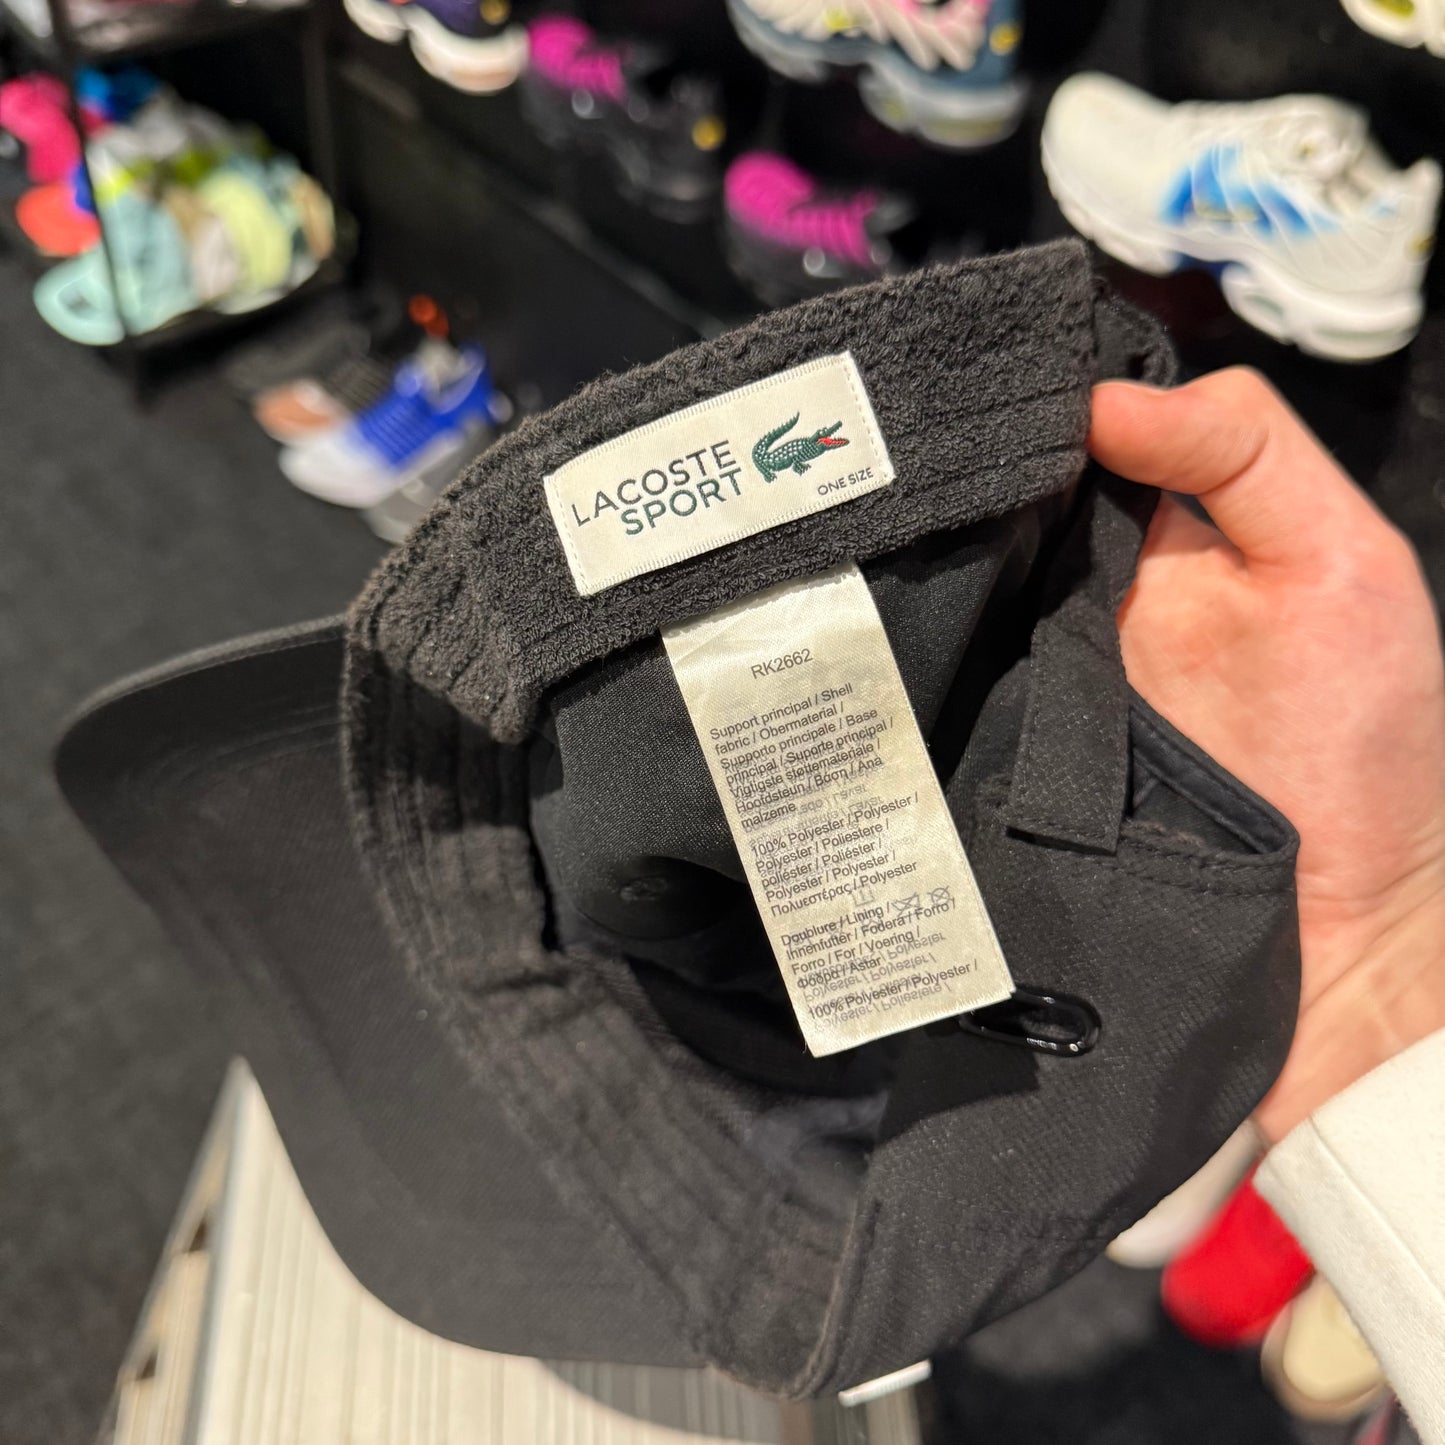 LACOSTE
SPORT
ONE SIZE
RK2662
Support principal / Shell
fabric / Obermaterial /
Supporto principale / Base
principal / Suporte principal /
Vigtigste støttemateriale /
Hoofdsteun / Βάση / Ana
malzeme
100% Polyester / Polyester /
Polyester / Poliestere /
poliéster / Poliéster /
Polyester / Polyester /
Πολυεστέρας / Polyester
Doublure / Lining /
Innenfutter / Fodera / Forro /
Forro / For / Voering /
Φόδρα / Astar
100% Polyester / Polyester /